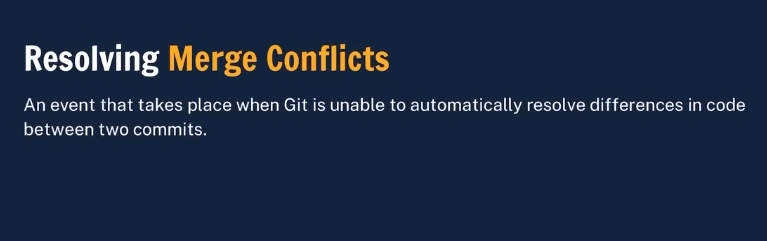 Resolving Merge Conflicts
An event that takes place when Git is unable to automatically resolve differences in code
between two commits.